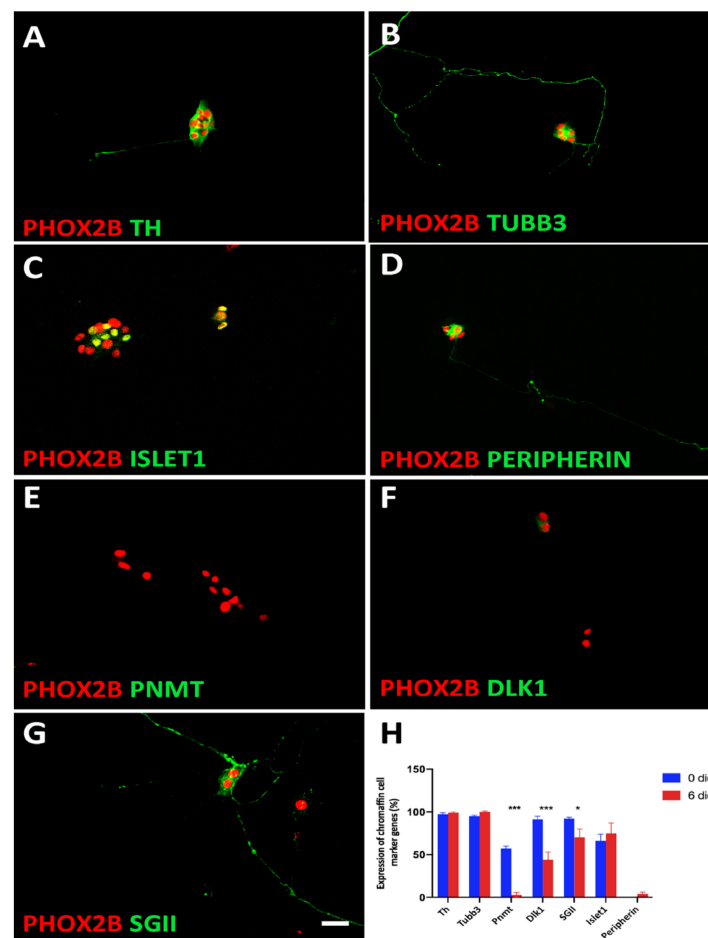 A
PHOX2B TH
B
PHOX2B TUBB3
C
PHOX2B ISLET1
D
PHOX2B PERIPHERIN
E
PHOX2B PNMT
F
PHOX2B DLK1
G
PHOX2B SGII
H
Expression of chromaffin cell
marker genes (%)
150
100
50
0
*** *** *
0 di
6 di
Th Tubb3 Pnmt Dlk1 SGII Islet1 Peripherin